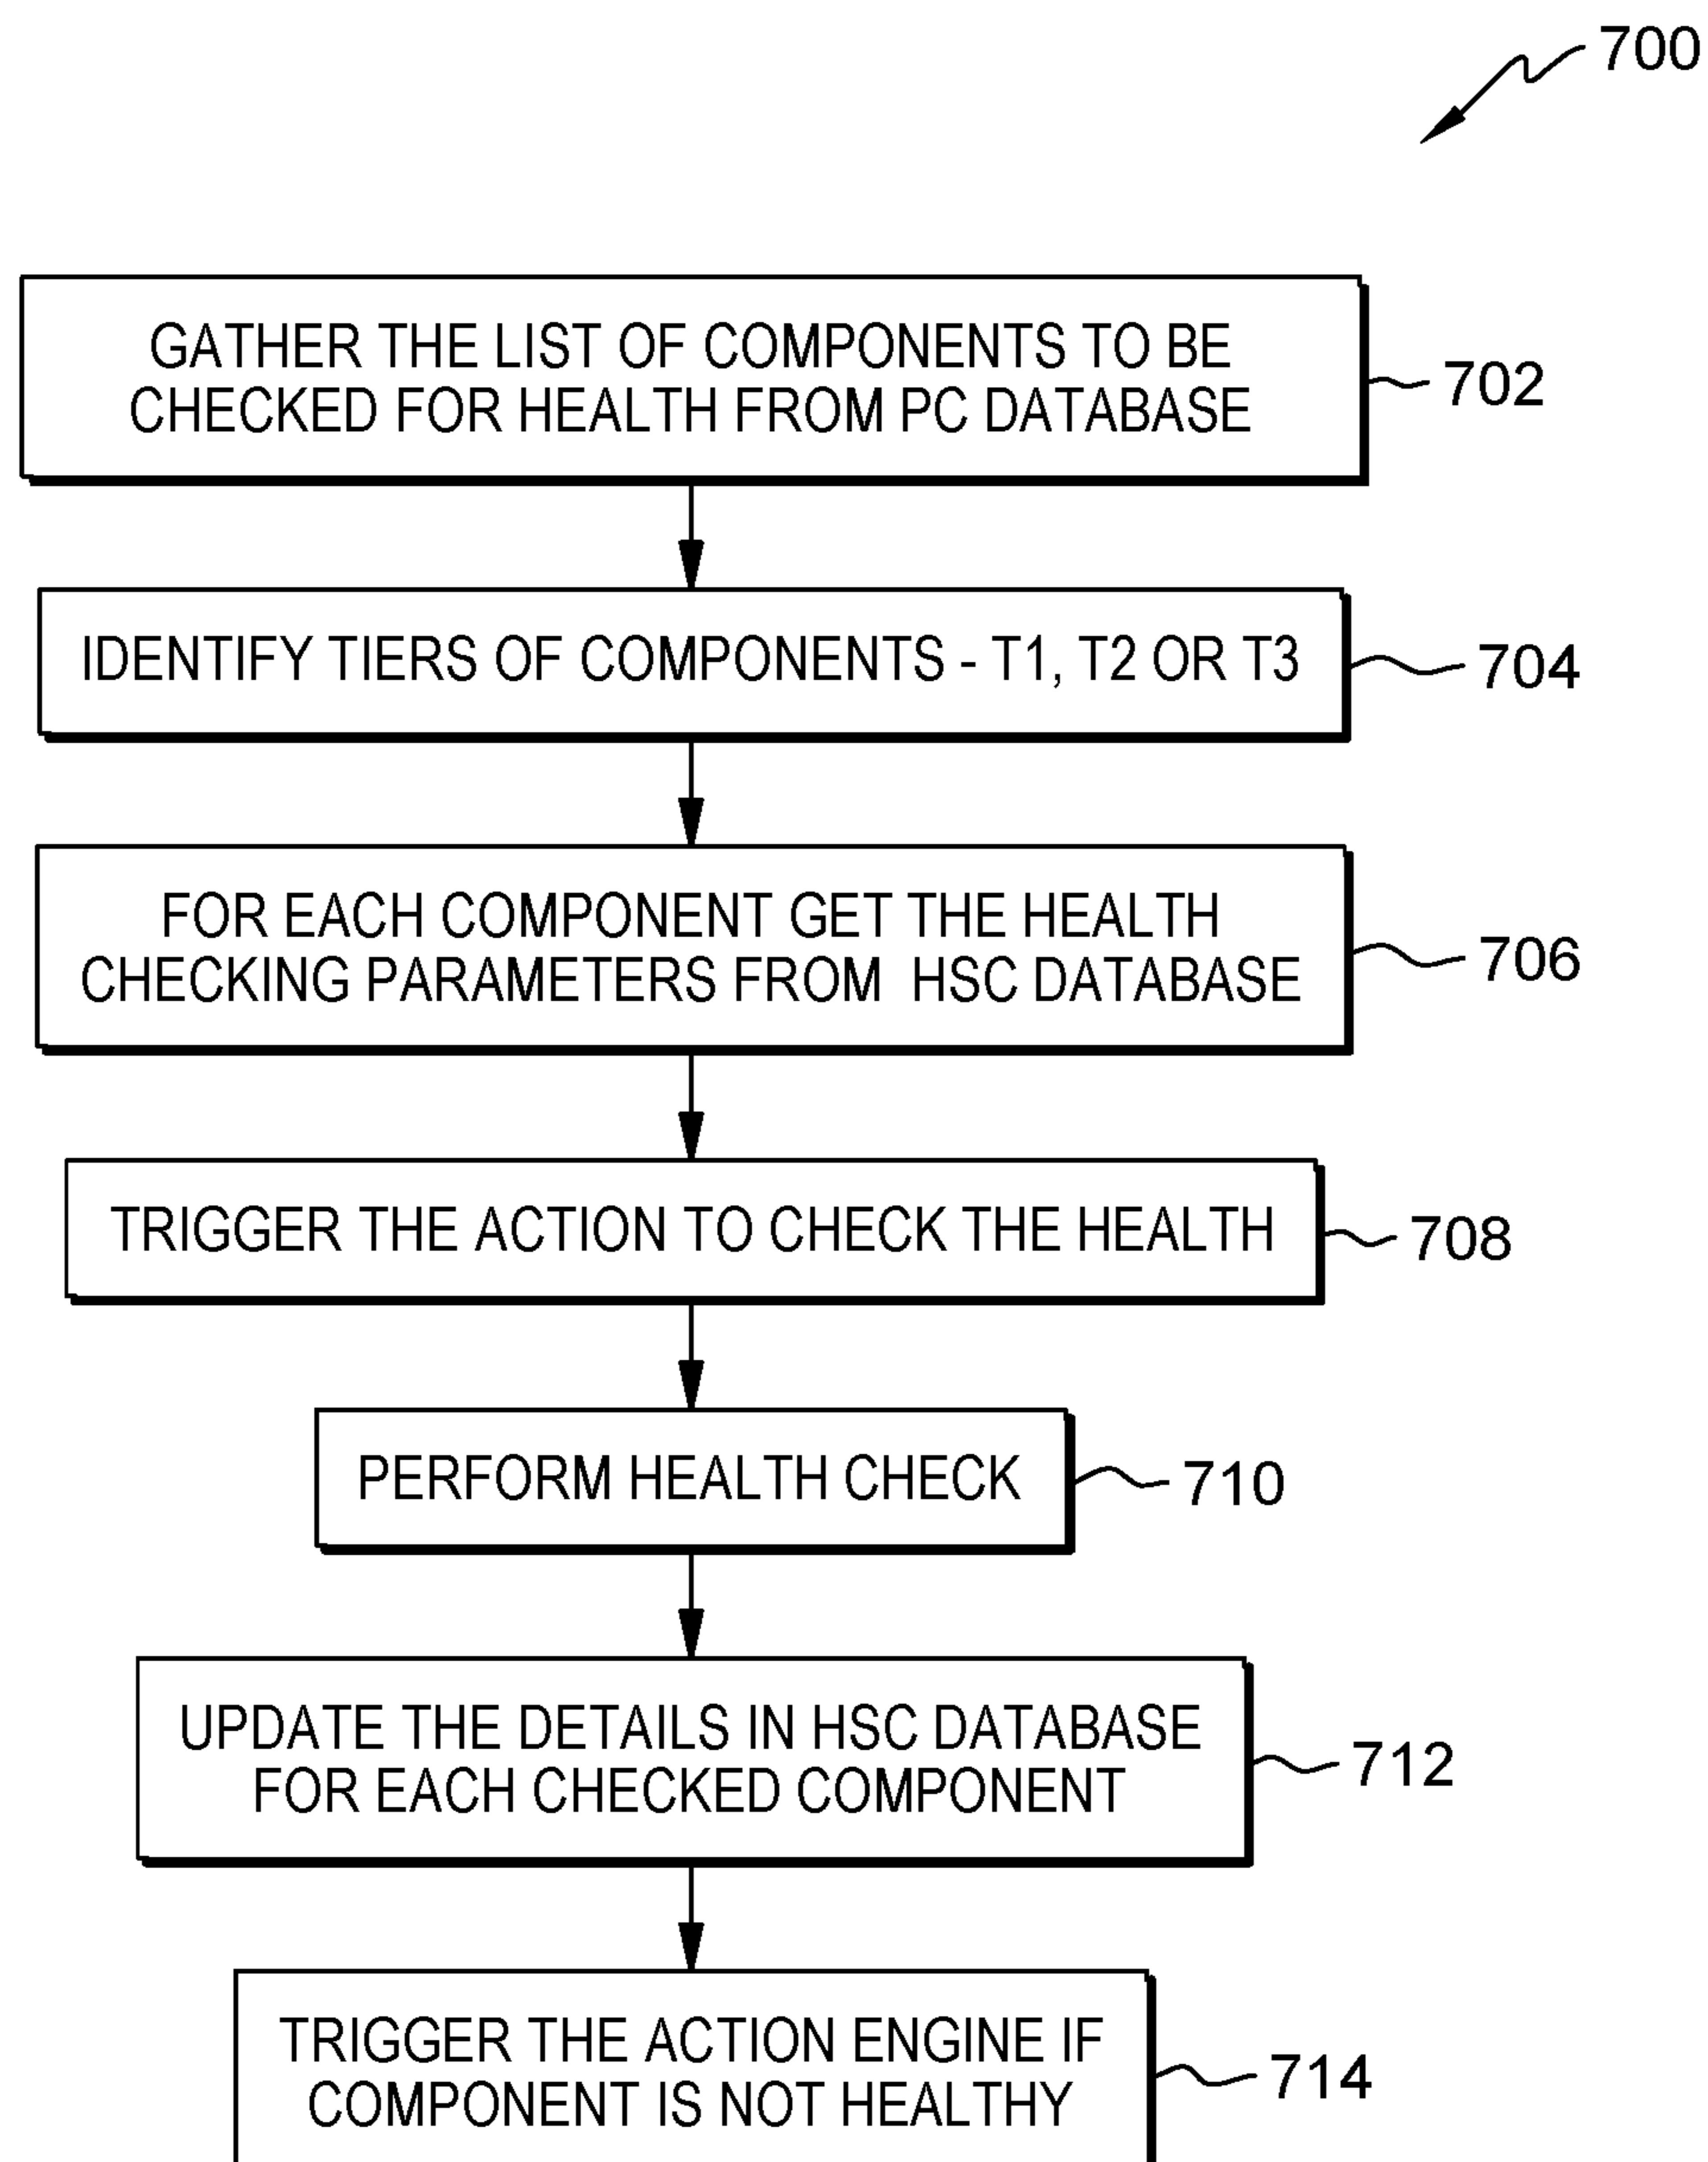 700
GATHER THE LIST OF COMPONENTS TO BE
CHECKED FOR HEALTH FROM PC DATABASE
702
IDENTIFY TIERS OF COMPONENTS - T1, T2 OR T3
704
FOR EACH COMPONENT GET THE HEALTH
CHECKING PARAMETERS FROM HSC DATABASE
706
TRIGGER THE ACTION TO CHECK THE HEALTH
708
PERFORM HEALTH CHECK
710
UPDATE THE DETAILS IN HSC DATABASE
FOR EACH CHECKED COMPONENT
712
TRIGGER THE ACTION ENGINE IF
COMPONENT IS NOT HEALTHY
714